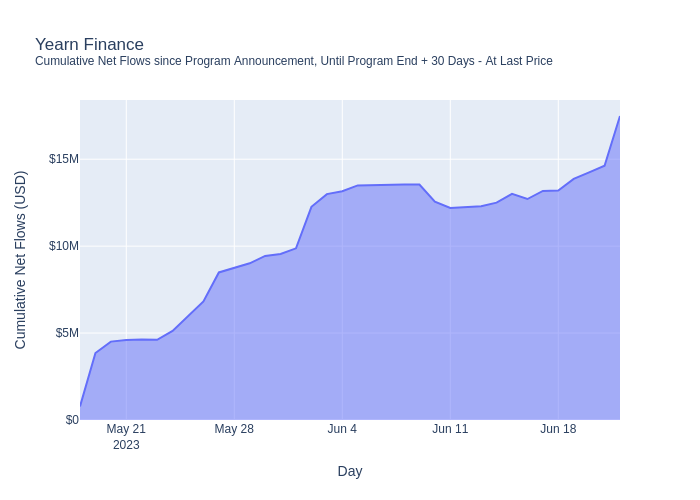 Yearn Finance
Cumulative Net Flows since Program Announcement, Until Program End + 30 Days - At Last Price
Cumulative Net Flows (USD)
$15M
$10M
$5M
$0
May 21
2023
May 28
Jun 4
Jun 11
Jun 18
Day